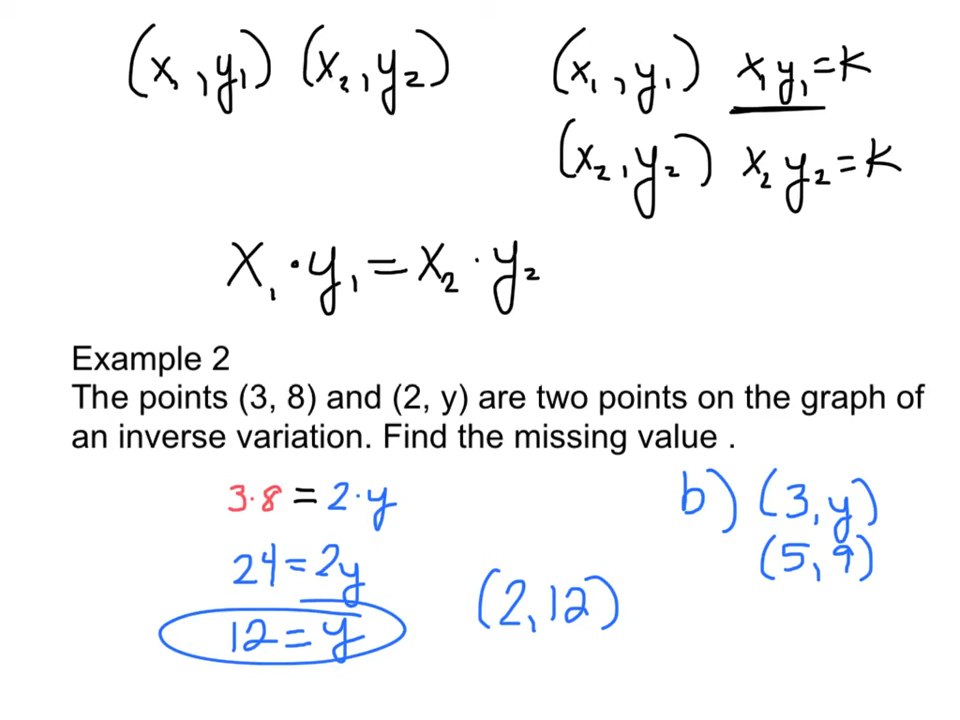 (x₁, y₁) (x₂, y₂)
(x₁, y₁) x₁y₁=K
(x₂, y₂) x₂y₂=K
x₁·y₁=x₂·y₂
Example 2
The points (3, 8) and (2, y) are two points on the graph of
an inverse variation. Find the missing value .
3·8 = 2·y
24=2y
12=y
(2, 12)
b) (3, y)
(5, 9)